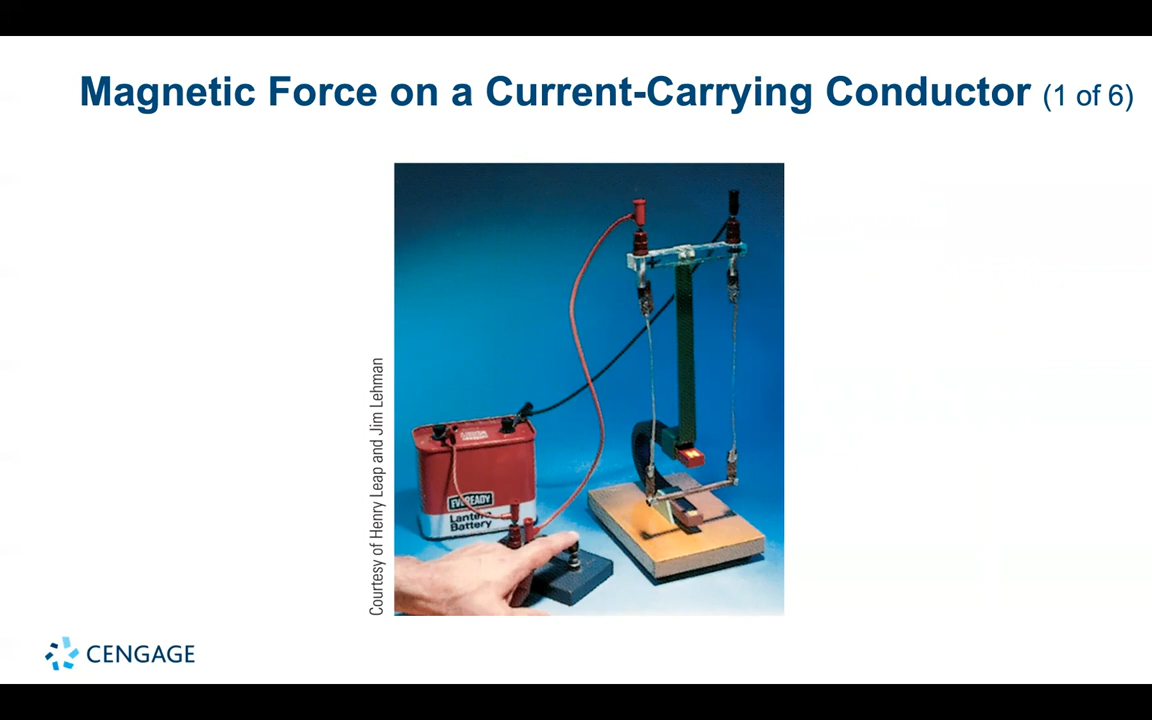 Magnetic Force on a Current-Carrying Conductor (1 of 6)
Courtesy of Henry Leap and Jim Lehman
EVEREADY
Lantern
Battery
CENGAGE